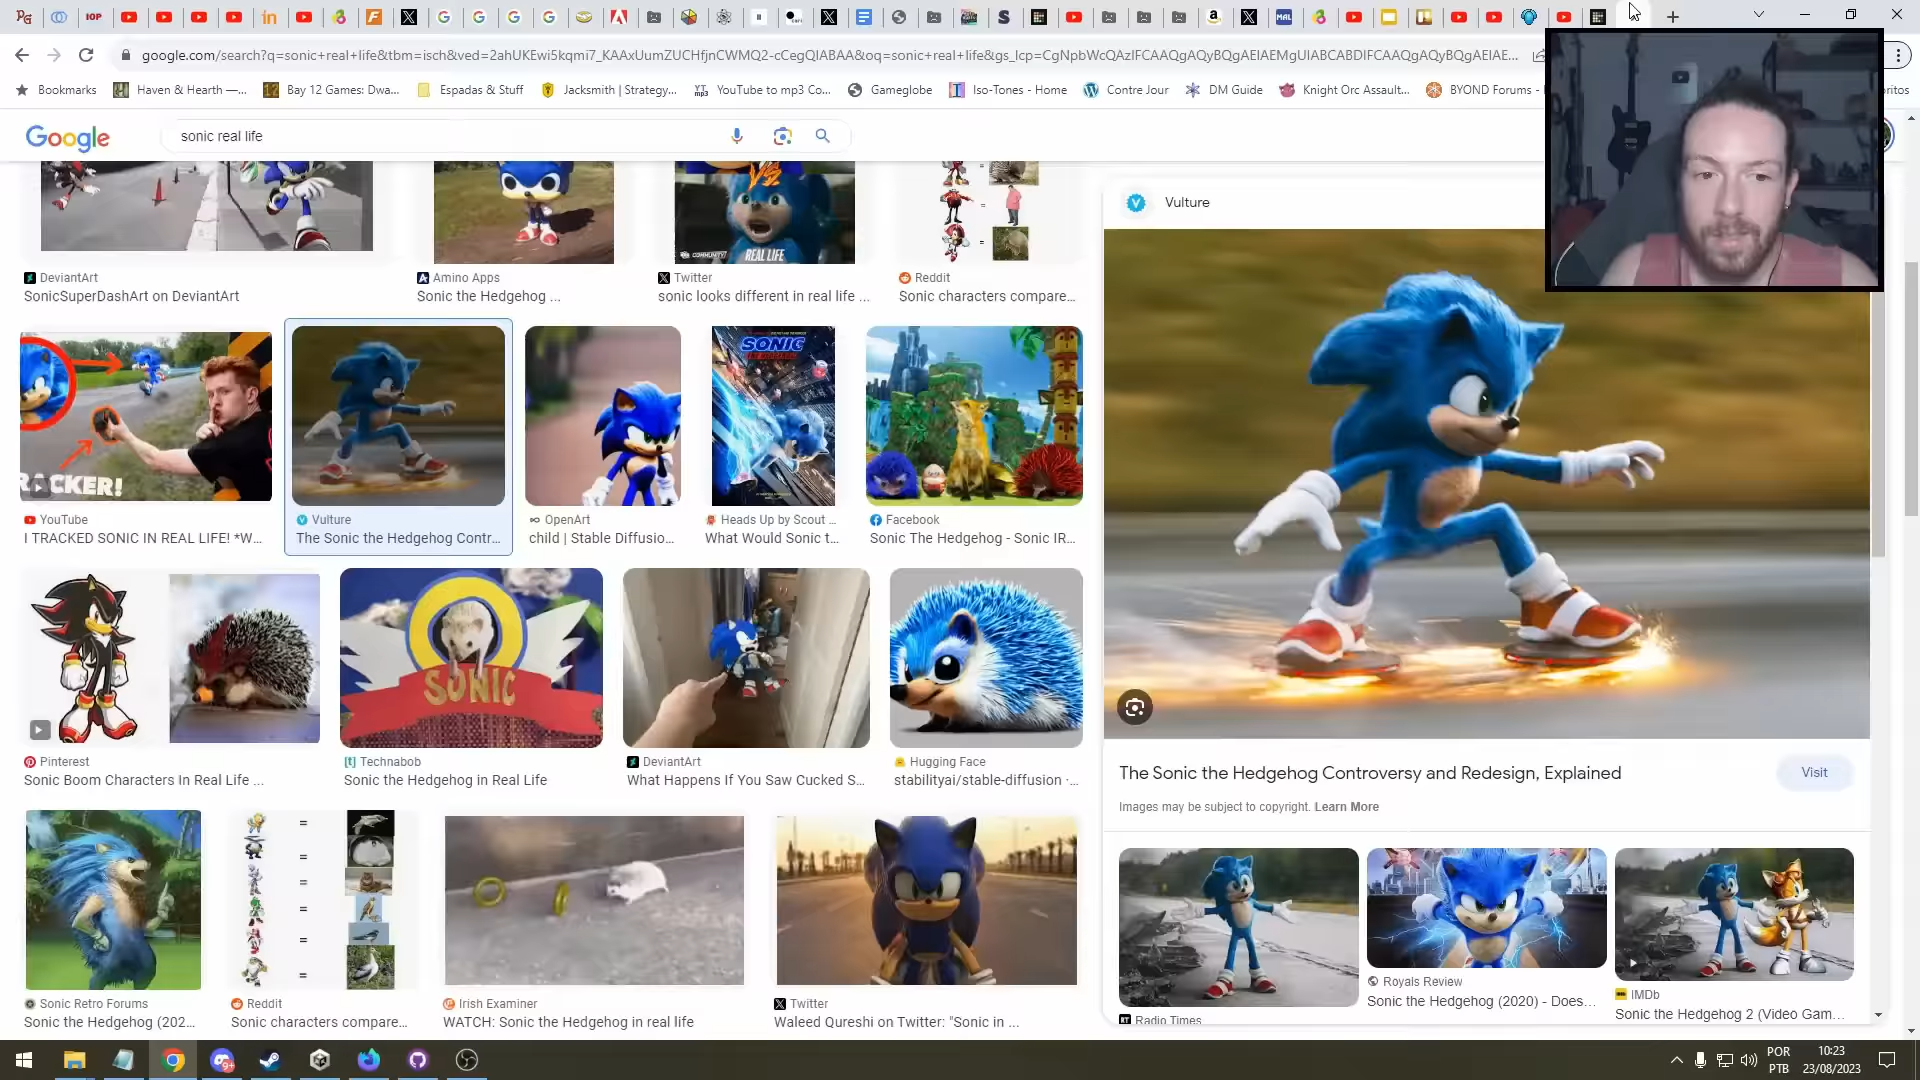 google.com/search?q=sonic+real+life&tbm=isch&ved=2ahUKEwi5kqmi7_KAAxUumZUCHfjnCWMQ2-cCegQIABAA&oq=sonic+real+life&gs_lcp=CgNpbWcQAzIFCAAQgAQyBQgAEIAEMgUIABCABDIFCAAQgAQyBQgAEIAE...
Bookmarks
Haven & Hearth —...
Bay 12 Games: Dwa...
Espadas & Stuff
Jacksmith | Strategy...
YouTube to mp3 Co...
Gameglobe
Iso-Tones - Home
Contre Jour
DM Guide
Knight Orc Assault...
BYOND Forums -
Google
sonic real life
Vulture
VS
COMMUNITY
REAL LIFE
DeviantArt
SonicSuperDashArt on DeviantArt
Amino Apps
Sonic the Hedgehog ...
Twitter
sonic looks different in real life ...
Reddit
Sonic characters compare...
RACKER!
SONIC
YouTube
I TRACKED SONIC IN REAL LIFE! *W...
Vulture
The Sonic the Hedgehog Contr...
OpenArt
child | Stable Diffusio...
Heads Up by Scout ...
What Would Sonic t...
Facebook
Sonic The Hedgehog - Sonic IR...
SONIC
Pinterest
Sonic Boom Characters In Real Life ...
Technabob
Sonic the Hedgehog in Real Life
DeviantArt
What Happens If You Saw Cucked S...
Hugging Face
stabilityai/stable-diffusion ·...
The Sonic the Hedgehog Controversy and Redesign, Explained
Visit
Images may be subject to copyright. Learn More
Sonic Retro Forums
Sonic the Hedgehog (202...
Reddit
Sonic characters compare...
Irish Examiner
WATCH: Sonic the Hedgehog in real life
Twitter
Waleed Qureshi on Twitter: "Sonic in ...
Radio Times
Royals Review
Sonic the Hedgehog (2020) - Does...
IMDb
Sonic the Hedgehog 2 (Video Gam...
POR
PTB
10:23
23/08/2023